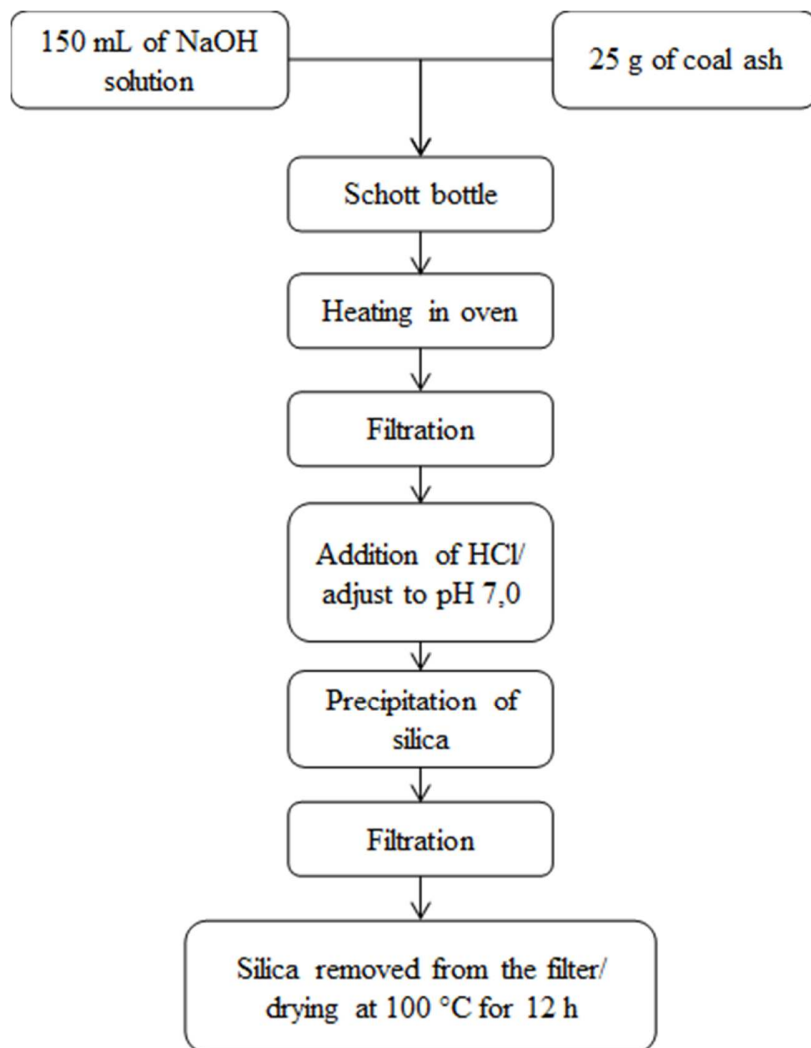 150 mL of NaOH
solution
25 g of coal ash
Schott bottle
Heating in oven
Filtration
Addition of HCl/
adjust to pH 7,0
Precipitation of
silica
Filtration
Silica removed from the filter/
drying at 100 °C for 12 h